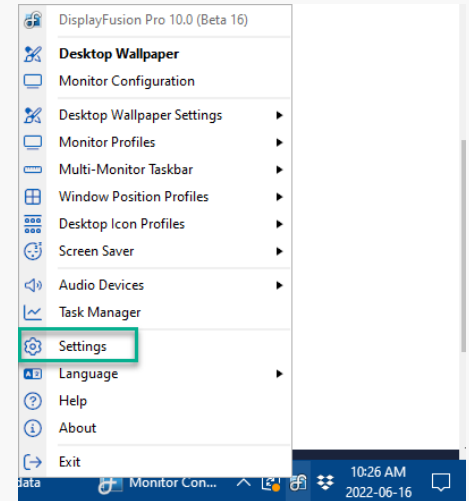 DisplayFusion Pro 10.0 (Beta 16)
Desktop Wallpaper
Monitor Configuration
Desktop Wallpaper Settings
Monitor Profiles
Multi-Monitor Taskbar
Window Position Profiles
Desktop Icon Profiles
Screen Saver
Audio Devices
Task Manager
Settings
Language
Help
About
Exit
data
Monitor Con...
10:26 AM
2022-06-16